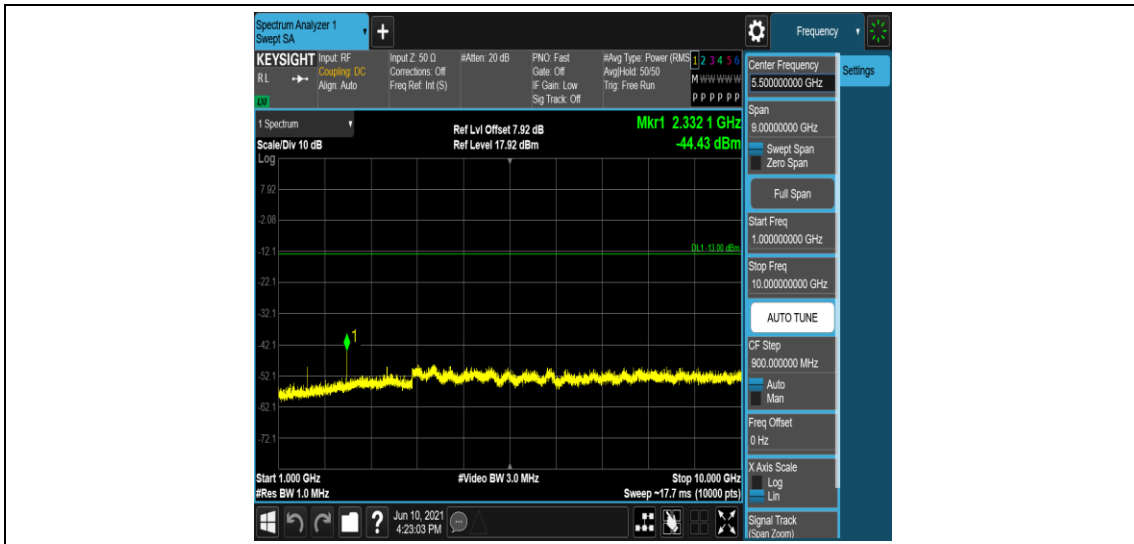 Spectrum Analyzer 1
Swept SA
+
Frequency
KEYSIGHT
RL
Input: RF
Coupling: DC
Align: Auto
Input Z: 50 Ω
Corrections: Off
Freq Ref: Int (S)
#Atten: 20 dB
PNO: Fast
Gate: Off
IF Gain: Low
Sig Track: Off
#Avg Type: Power (RMS
Avg|Hold: 50/50
Trig: Free Run
1 2 3 4 5 6
M W W W W W
P P P P P P
1 Spectrum
Scale/Div 10 dB
Log
Ref Lvl Offset 7.92 dB
Ref Level 17.92 dBm
Mkr1 2.332 1 GHz
-44.43 dBm
7.92
-2.08
-12.1
-22.1
-32.1
-42.1
-52.1
-62.1
-72.1
DL1 -13.00 dBm
1
Start 1.000 GHz
#Res BW 1.0 MHz
#Video BW 3.0 MHz
Stop 10.000 GHz
Sweep ~17.7 ms (10000 pts)
?
Jun 10, 2021
4:23:03 PM
Center Frequency
5.500000000 GHz
Settings
Span
9.00000000 GHz
Swept Span
Zero Span
Full Span
Start Freq
1.000000000 GHz
Stop Freq
10.000000000 GHz
AUTO TUNE
CF Step
900.000000 MHz
Auto
Man
Freq Offset
0 Hz
X Axis Scale
Log
Lin
Signal Track
(Span Zoom)